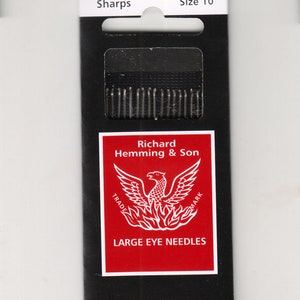 Sharps Size 10
Richard
Hemming & Son
TRADE MARK
LARGE EYE NEEDLES